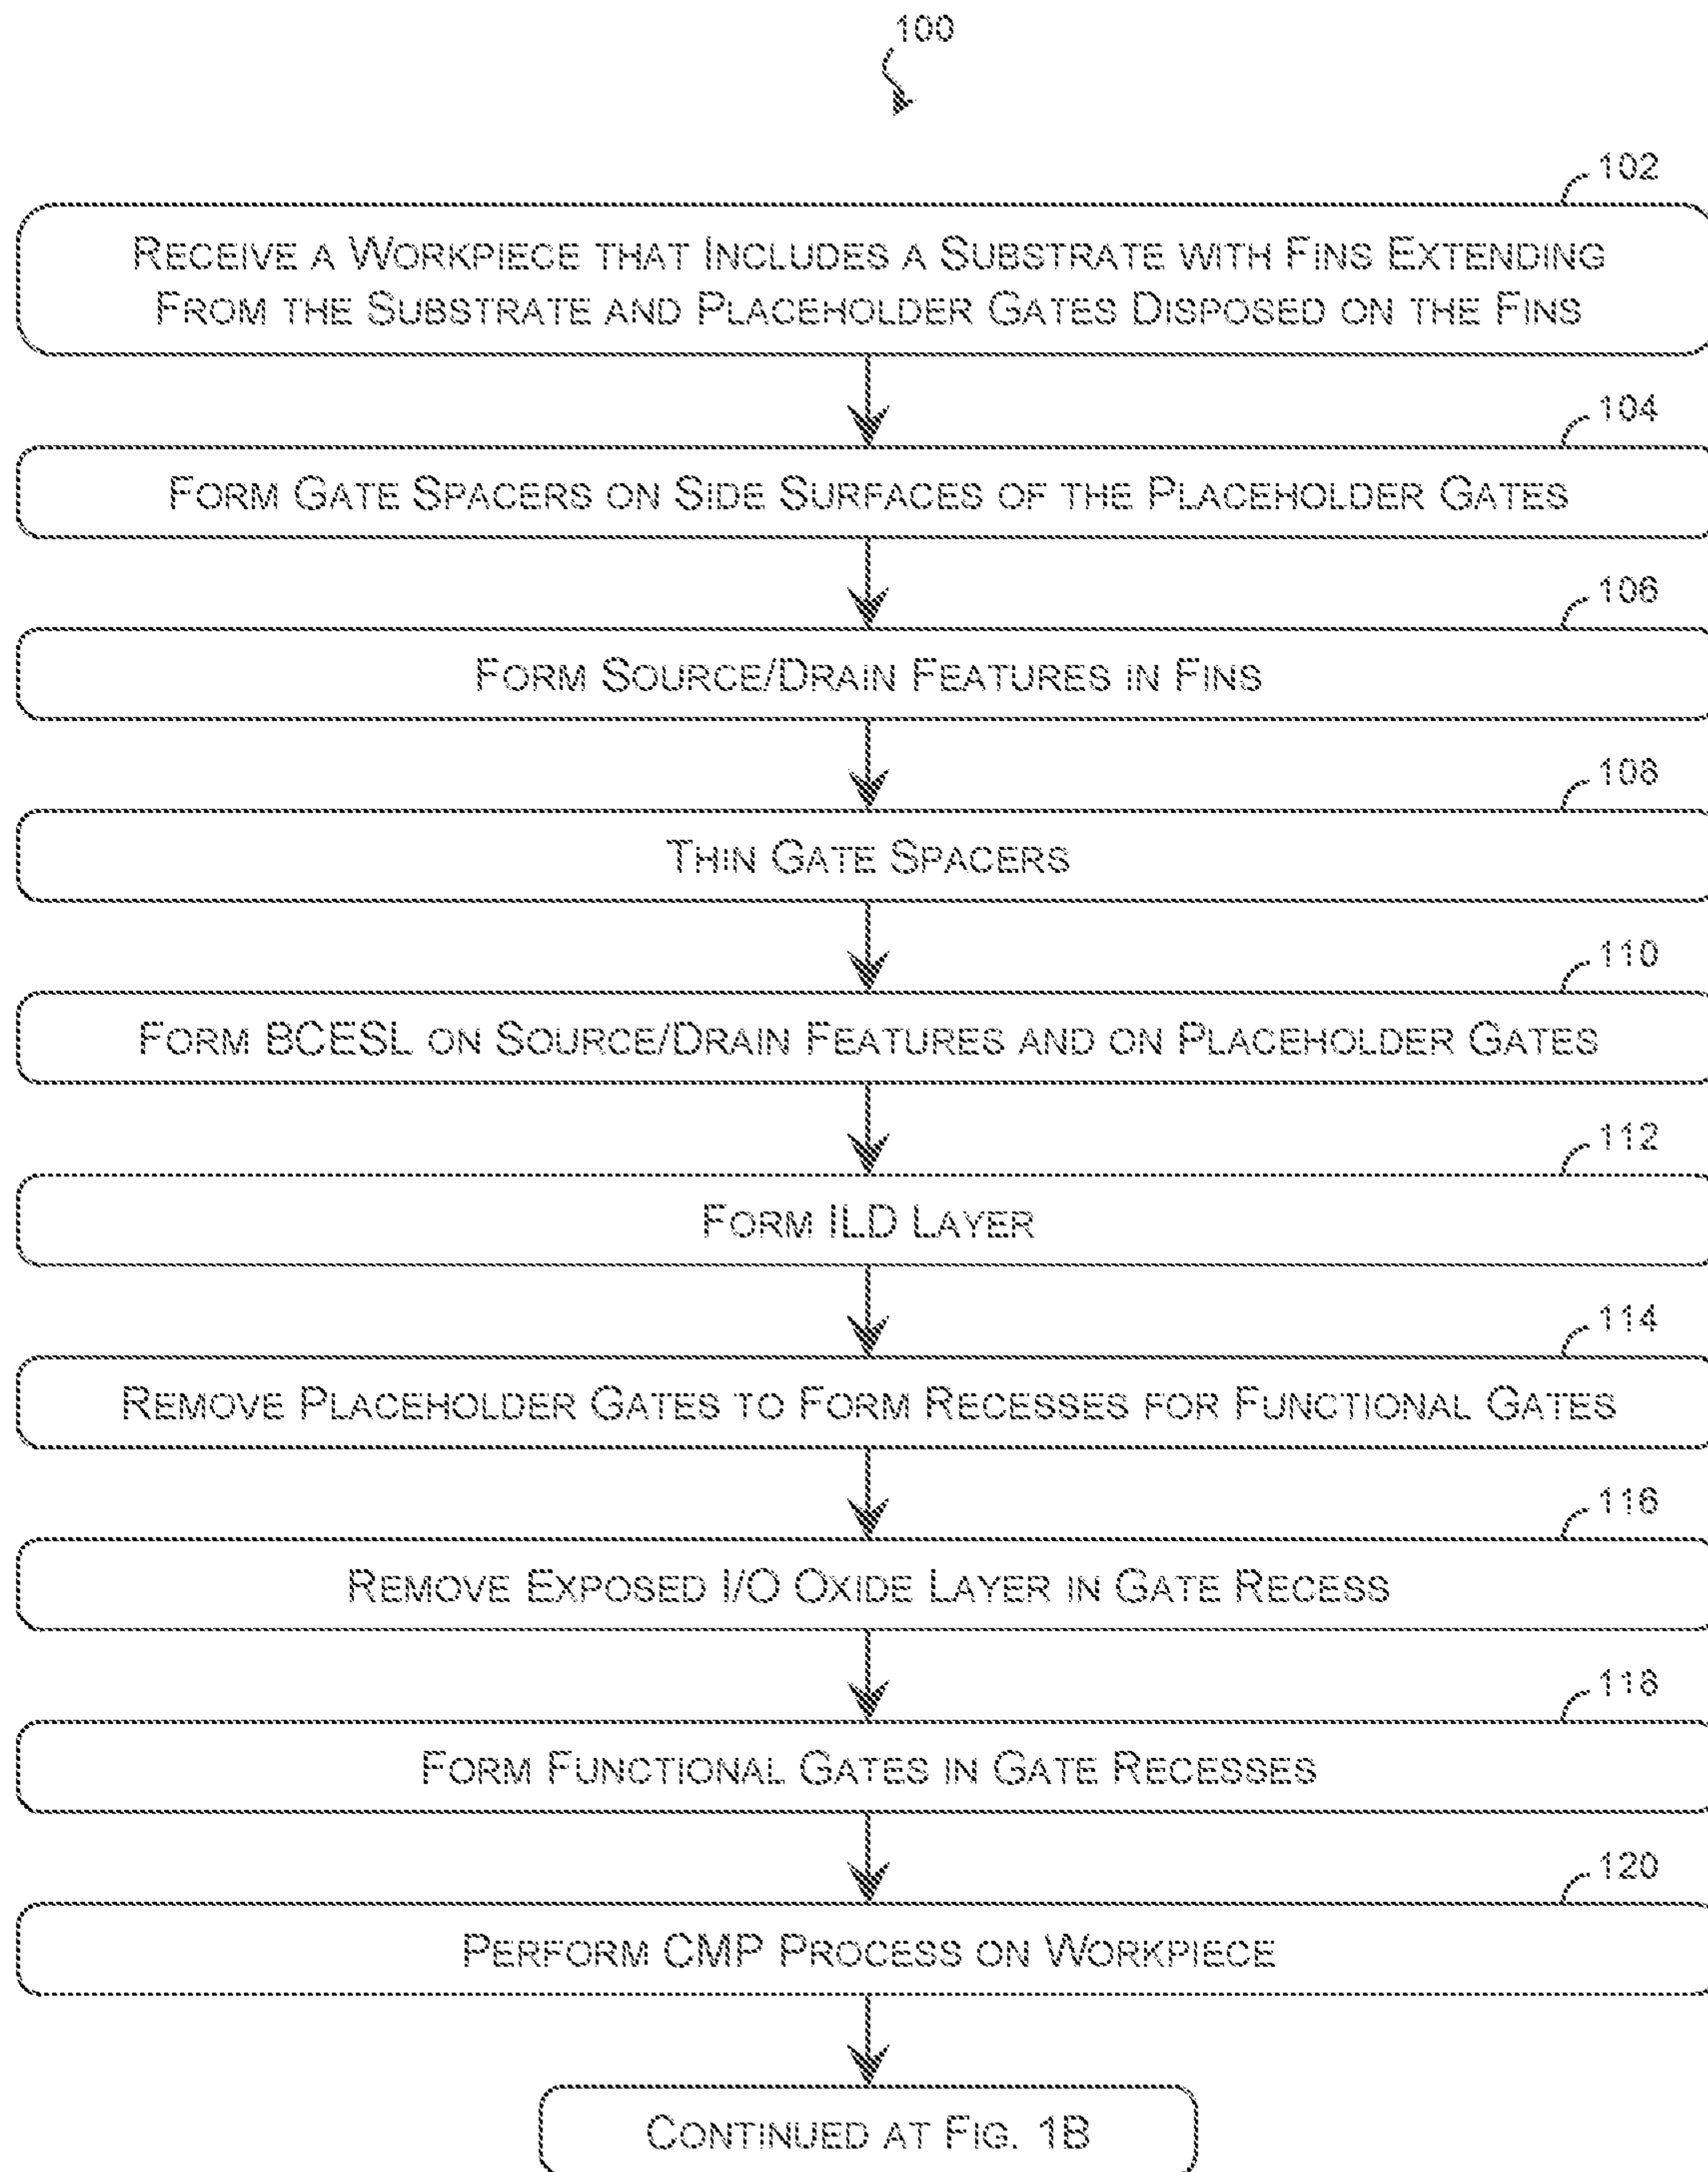 100
102
Receive a Workpiece that Includes a Substrate with Fins Extending
From the Substrate and Placeholder Gates Disposed on the Fins
104
Form Gate Spacers on Side Surfaces of the Placeholder Gates
106
Form Source/Drain Features in Fins
108
Thin Gate Spacers
110
Form BCESL on Source/Drain Features and on Placeholder Gates
112
Form ILD Layer
114
Remove Placeholder Gates to Form Recesses for Functional Gates
116
Remove Exposed I/O Oxide Layer in Gate Recess
118
Form Functional Gates in Gate Recesses
120
Perform CMP Process on Workpiece
Continued at Fig. 1B